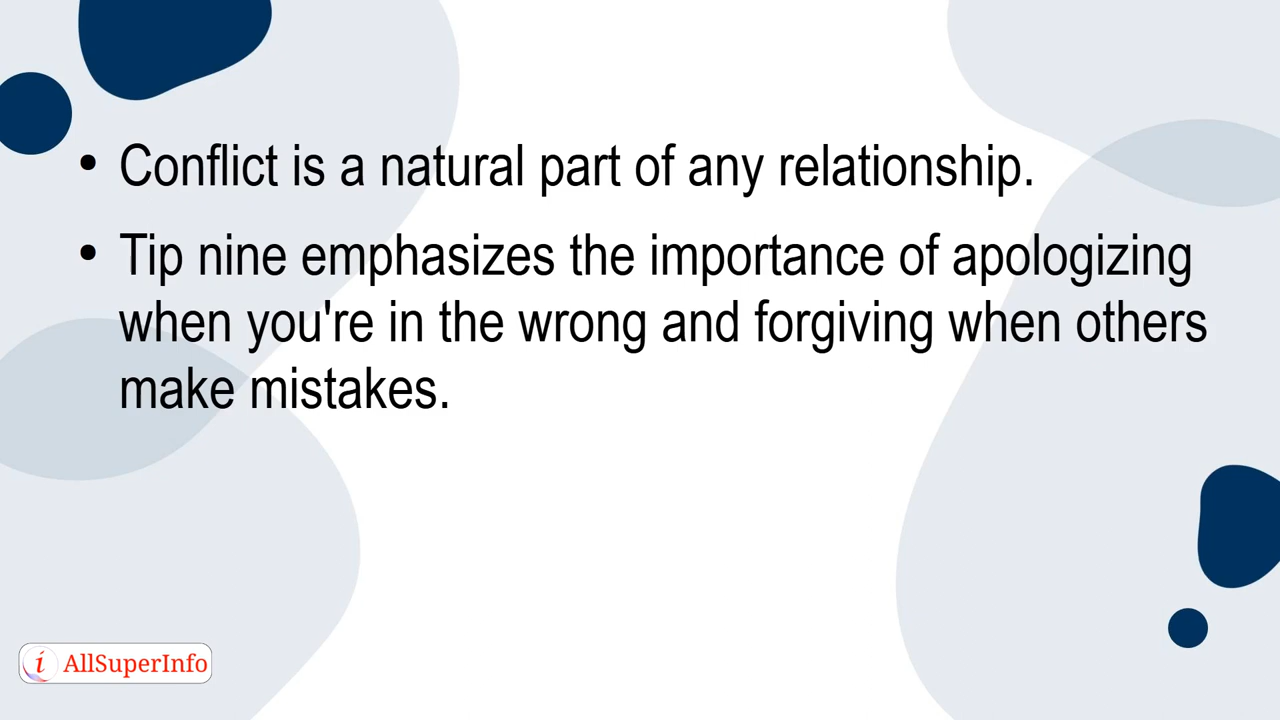 • Conflict is a natural part of any relationship.
• Tip nine emphasizes the importance of apologizing
when you're in the wrong and forgiving when others
make mistakes.
i AllSuperInfo